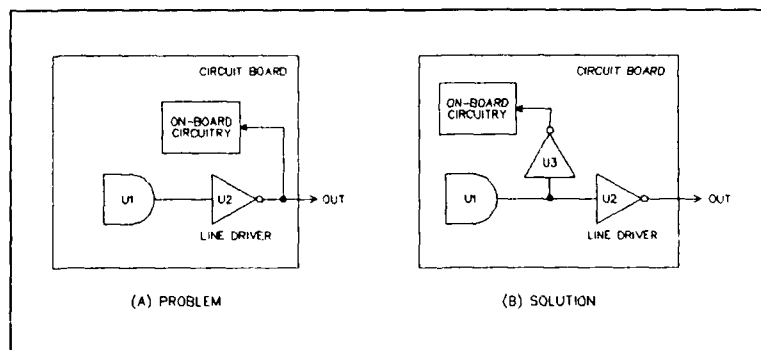 CIRCUIT BOARD
ON-BOARD
CIRCUITRY
U1
U2
OUT
LINE DRIVER
(A) PROBLEM
CIRCUIT BOARD
ON-BOARD
CIRCUITRY
U3
U1
U2
OUT
LINE DRIVER
(B) SOLUTION